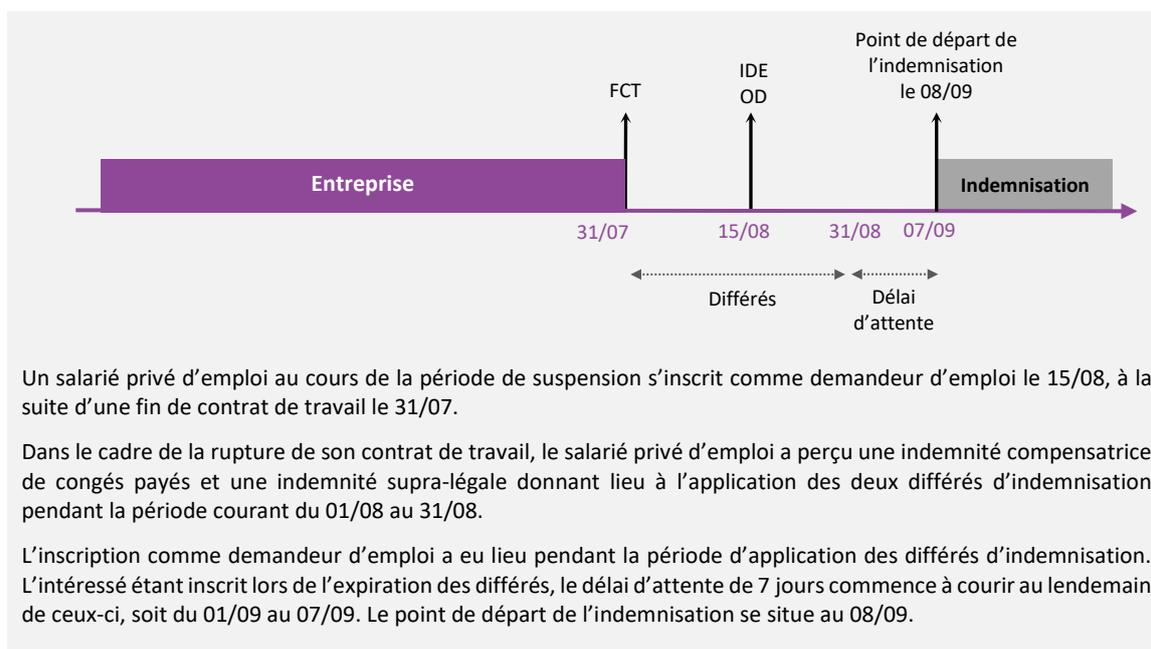 Point de départ de
l’indemnisation
le 08/09
IDE
OD
FCT
Entreprise
Indemnisation
31/07
15/08
31/08
07/09
Différés
Délai
d’attente
Un salarié privé d’emploi au cours de la période de suspension s’inscrit comme demandeur d’emploi le 15/08, à la
suite d’une fin de contrat de travail le 31/07.
Dans le cadre de la rupture de son contrat de travail, le salarié privé d’emploi a perçu une indemnité compensatrice
de congés payés et une indemnité supra-légale donnant lieu à l’application des deux différés d’indemnisation
pendant la période courant du 01/08 au 31/08.
L’inscription comme demandeur d’emploi a eu lieu pendant la période d’application des différés d’indemnisation.
L’intéressé étant inscrit lors de l’expiration des différés, le délai d’attente de 7 jours commence à courir au lendemain
de ceux-ci, soit du 01/09 au 07/09. Le point de départ de l’indemnisation se situe au 08/09.